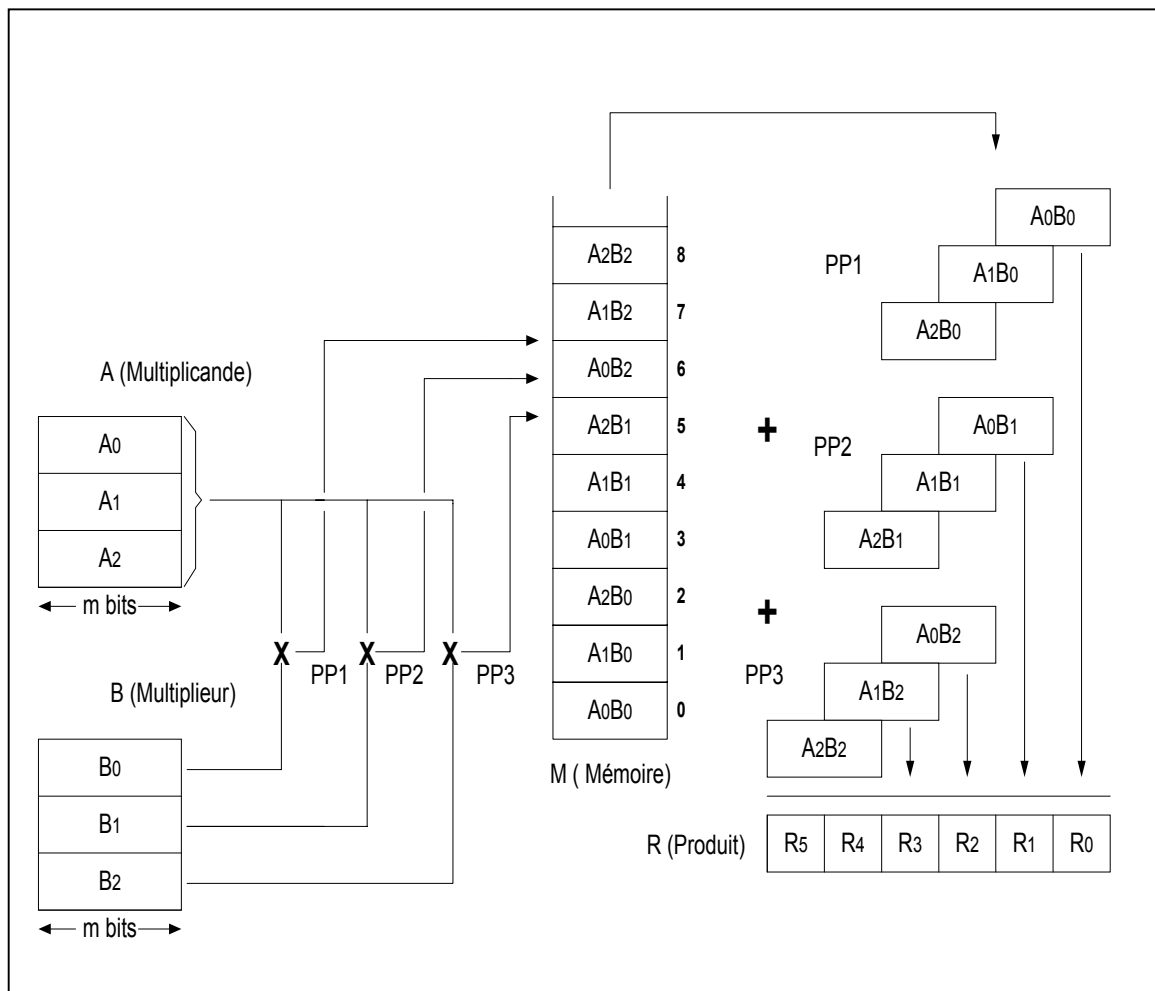 A (Multiplicande)
A0
A1
A2
m bits
B (Multiplieur)
B0
B1
B2
m bits
X PP1 X PP2 X PP3
A2B2 8
A1B2 7
A0B2 6
A2B1 5
A1B1 4
A0B1 3
A2B0 2
A1B0 1
A0B0 0
M ( Mémoire)
PP1
A0B0
A1B0
A2B0
+
PP2
A0B1
A1B1
A2B1
+
PP3
A0B2
A1B2
A2B2
R (Produit) R5 R4 R3 R2 R1 R0